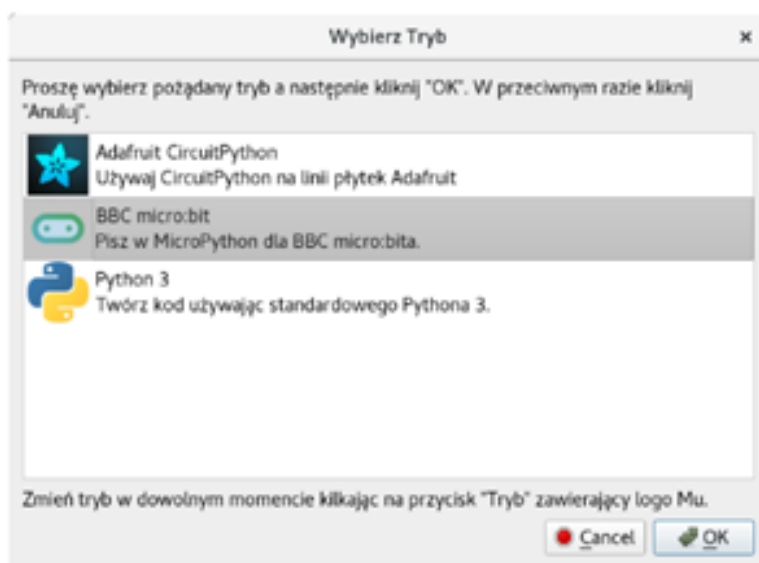 Wybierz Tryb
Proszę wybierz pożądany tryb a następnie kliknij "OK". W przeciwnym razie kliknij
"Anuluj".
Adafruit CircuitPython
Używaj CircuitPython na linii płytek Adafruit
BBC micro:bit
Pisz w MicroPython dla BBC micro:bita.
Python 3
Twórz kod używając standardowego Pythona 3.
Zmień tryb w dowolnym momencie kilkając na przycisk "Tryb" zawierający logo Mu.
Cancel OK